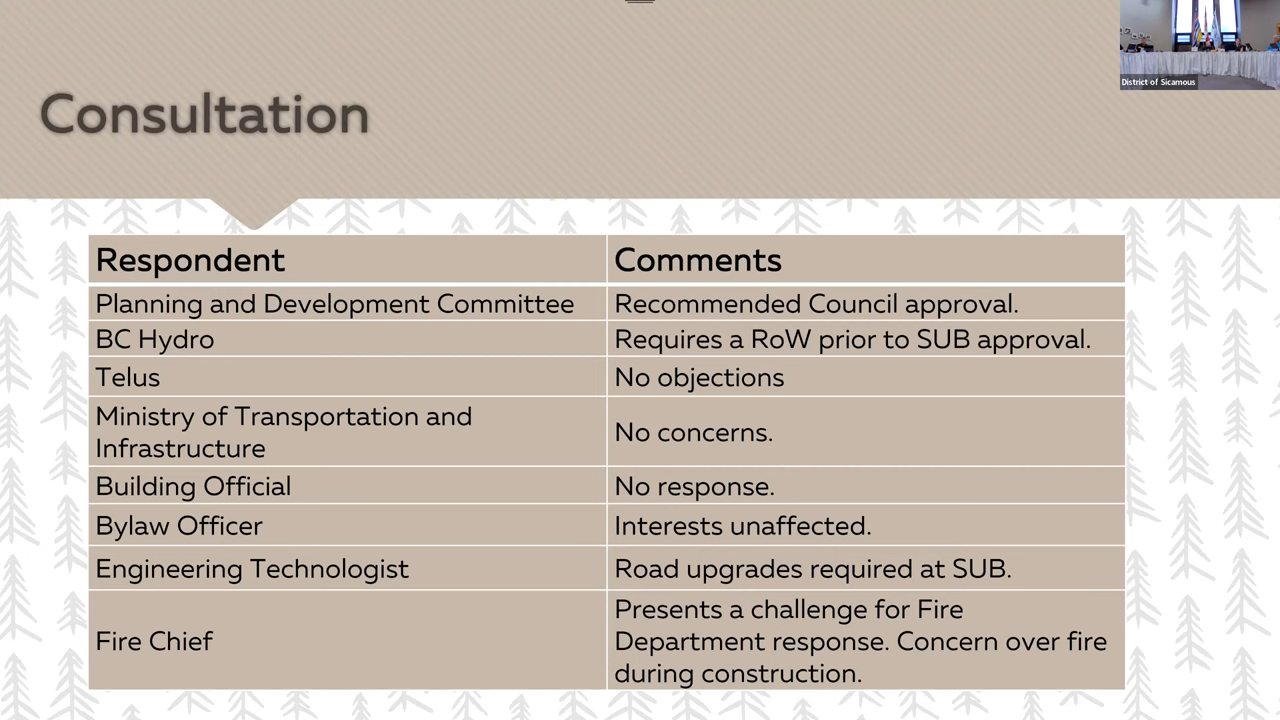 District of Sicamous
Consultation
Respondent
Comments
Planning and Development Committee
Recommended Council approval.
BC Hydro
Requires a RoW prior to SUB approval.
Telus
No objections
Ministry of Transportation and
Infrastructure
No concerns.
Building Official
No response.
Bylaw Officer
Interests unaffected.
Engineering Technologist
Road upgrades required at SUB.
Fire Chief
Presents a challenge for Fire
Department response. Concern over fire
during construction.